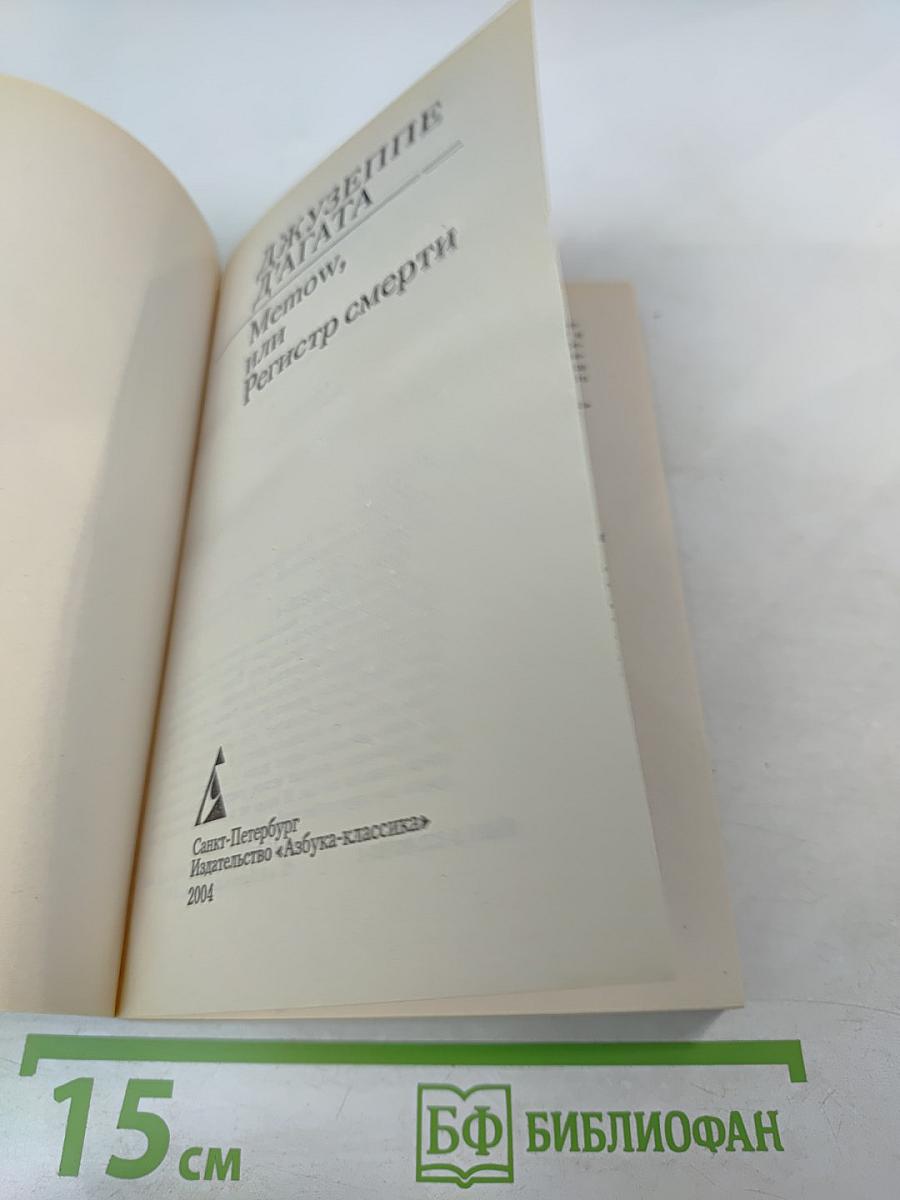 ДЖУЗЕППЕ
Д'АГАТА
Memow,
или
Регистр смерти
Санкт-Петербург
Издательство «Азбука-классика»
2004
15 см
БФ БИБЛИОФАН